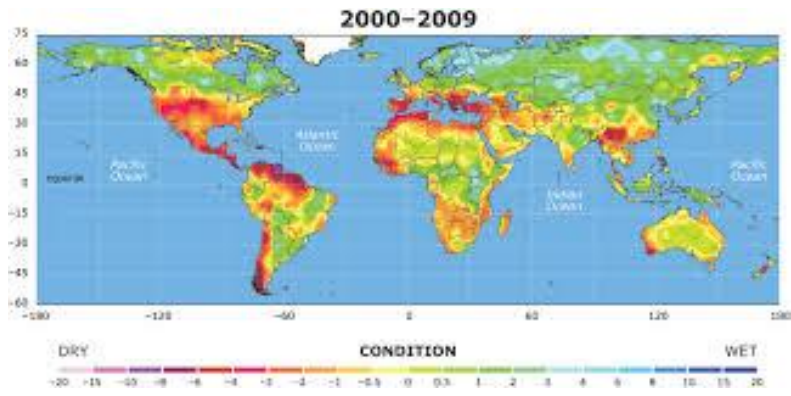 2000–2009
75
60
45
30
15
0
−15
−30
−45
−60
Atlantic
Ocean
Ocean
Pacific
Ocean
Indian
Ocean
−180 −120 −60 0 60 120 180
DRY CONDITION WET
−20 −15 −10 −8 −6 −4 −3 −2 −1 −0.5 0 0.5 1 2 3 4 6 8 10 15 20